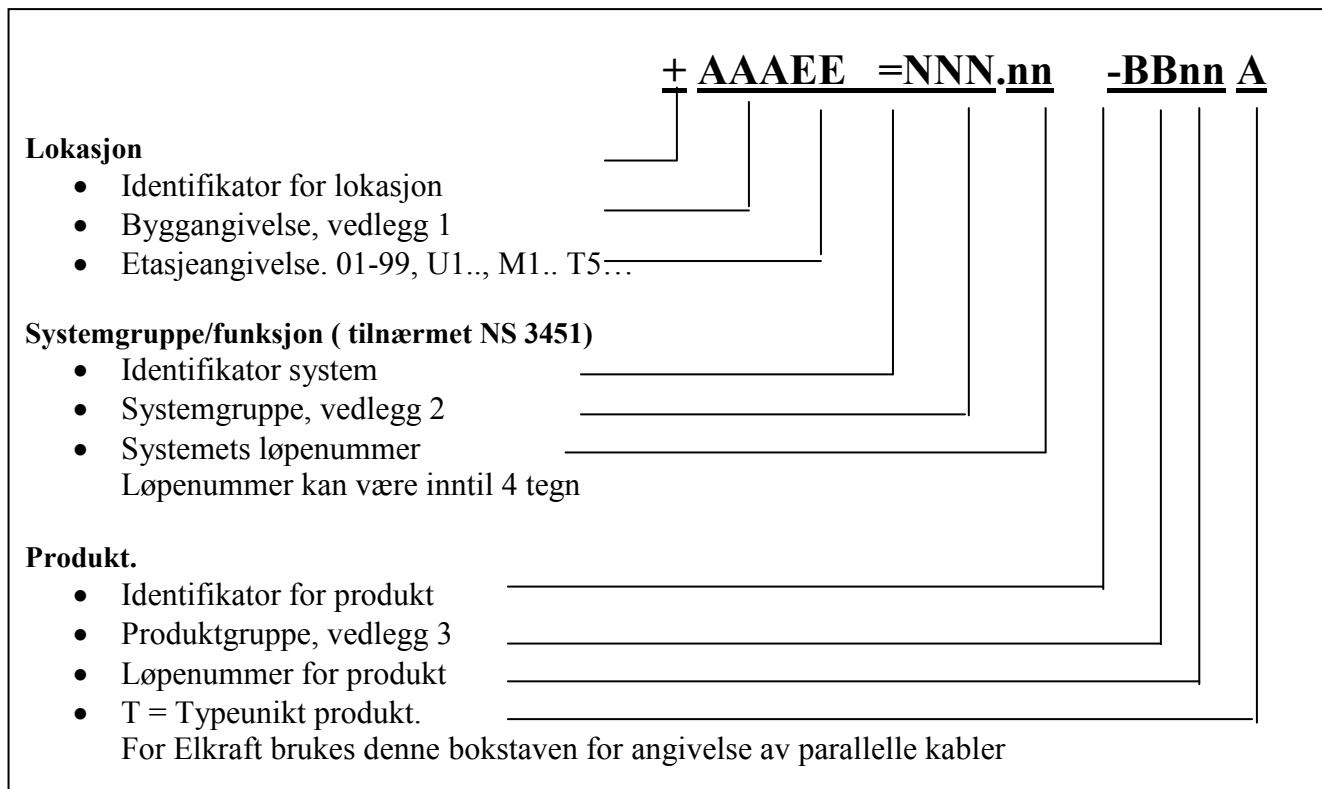 + AAAEE =NNN.nn -BBnn A
Lokasjon
• Identifikator for lokasjon
• Byggangivelse, vedlegg 1
• Etasjeangivelse. 01-99, U1.., M1.. T5…
Systemgruppe/funksjon ( tilnærmet NS 3451)
• Identifikator system
• Systemgruppe, vedlegg 2
• Systemets løpenummer
Løpenummer kan være inntil 4 tegn
Produkt.
• Identifikator for produkt
• Produktgruppe, vedlegg 3
• Løpenummer for produkt
• T = Typeunikt produkt.
For Elkraft brukes denne bokstaven for angivelse av parallelle kabler